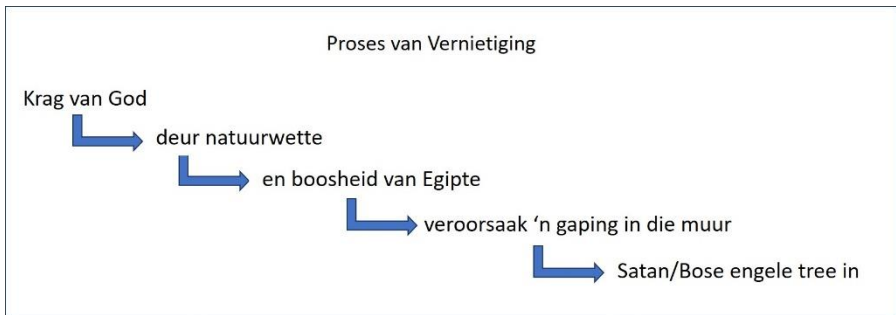 Proses van Vernietiging
Krag van God
deur natuurwette
en boosheid van Egipte
veroorsaak ‘n gaping in die muur
Satan/Bose engele tree in